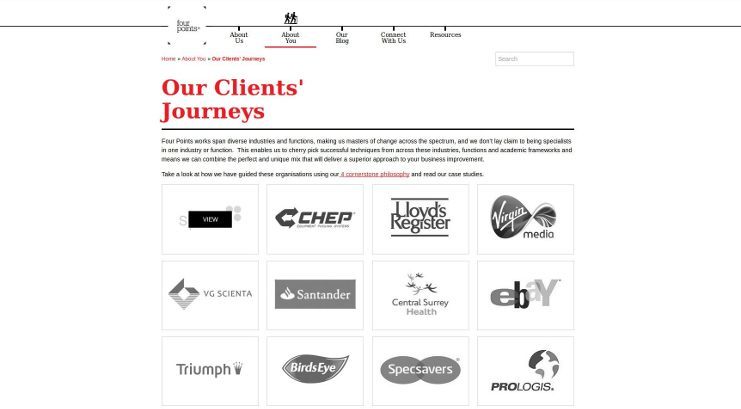 four
points
About
Us
About
You
Our
Blog
Connect
With Us
Resources
Home » About You » Our Clients' Journeys
Search
Our Clients'
Journeys
Four Points works span diverse industries and functions, making us masters of change across the spectrum, and we don't lay claim to being specialists
in one industry or function. This enables us to cherry pick successful techniques from across these industries, functions and academic frameworks and
means we can combine the perfect and unique mix that will deliver a superior approach to your business improvement.
Take a look at how we have guided these organisations using our 4 cornerstone philosophy and read our case studies.
VIEW
CHEP
Lloyd's
Register
Virgin
media
VG SCIENTA
Santander
Central Surrey
Health
ebaY
Triumph
BirdsEye
Specsavers
PROLOGIS